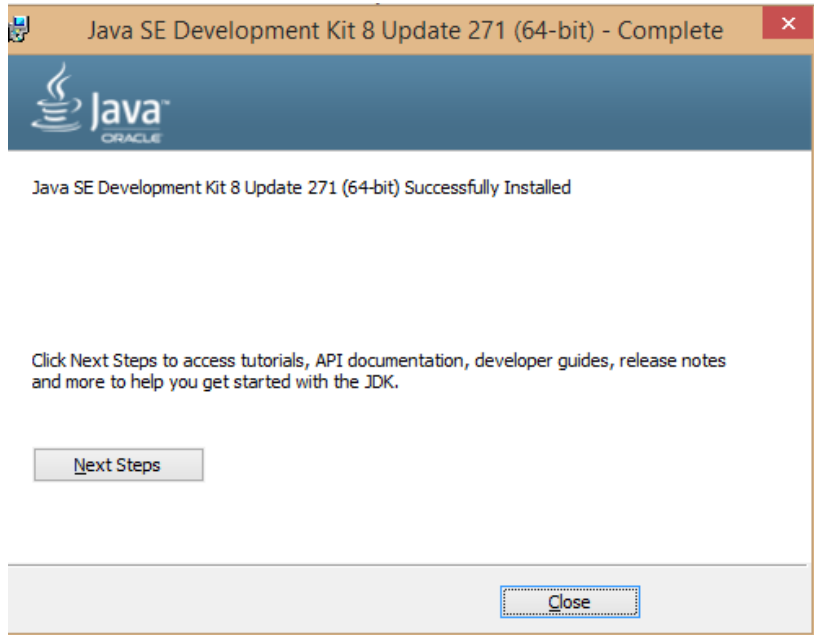 Java SE Development Kit 8 Update 271 (64-bit) - Complete
Java™
ORACLE
Java SE Development Kit 8 Update 271 (64-bit) Successfully Installed
Click Next Steps to access tutorials, API documentation, developer guides, release notes
and more to help you get started with the JDK.
Next Steps
Close